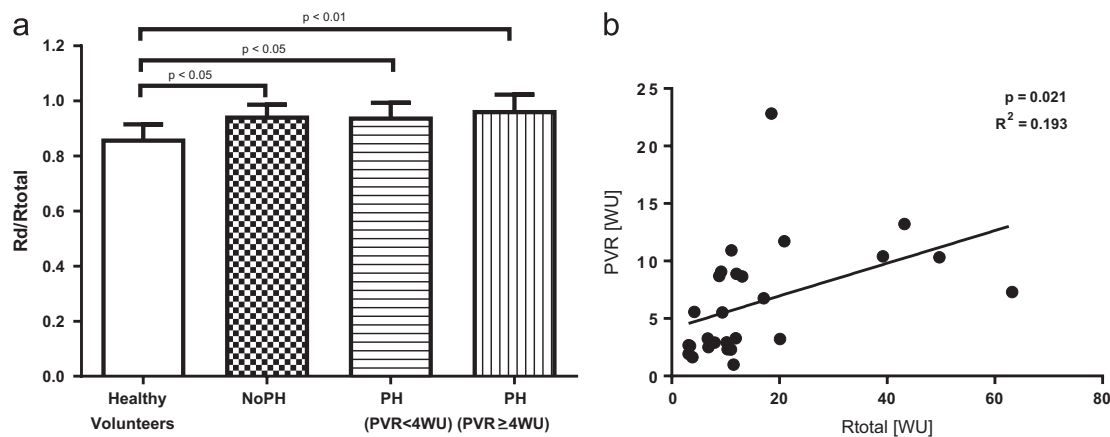 a
p < 0.01
p < 0.05
p < 0.05
1.2
1.0
0.8
0.6
0.4
0.2
0.0
Rd/Rtotal
Healthy Volunteers
NoPH
PH (PVR<4WU)
PH (PVR≥4WU)
b
p = 0.021
R² = 0.193
25
20
15
10
5
0
PVR [WU]
0 20 40 60 80
Rtotal [WU]